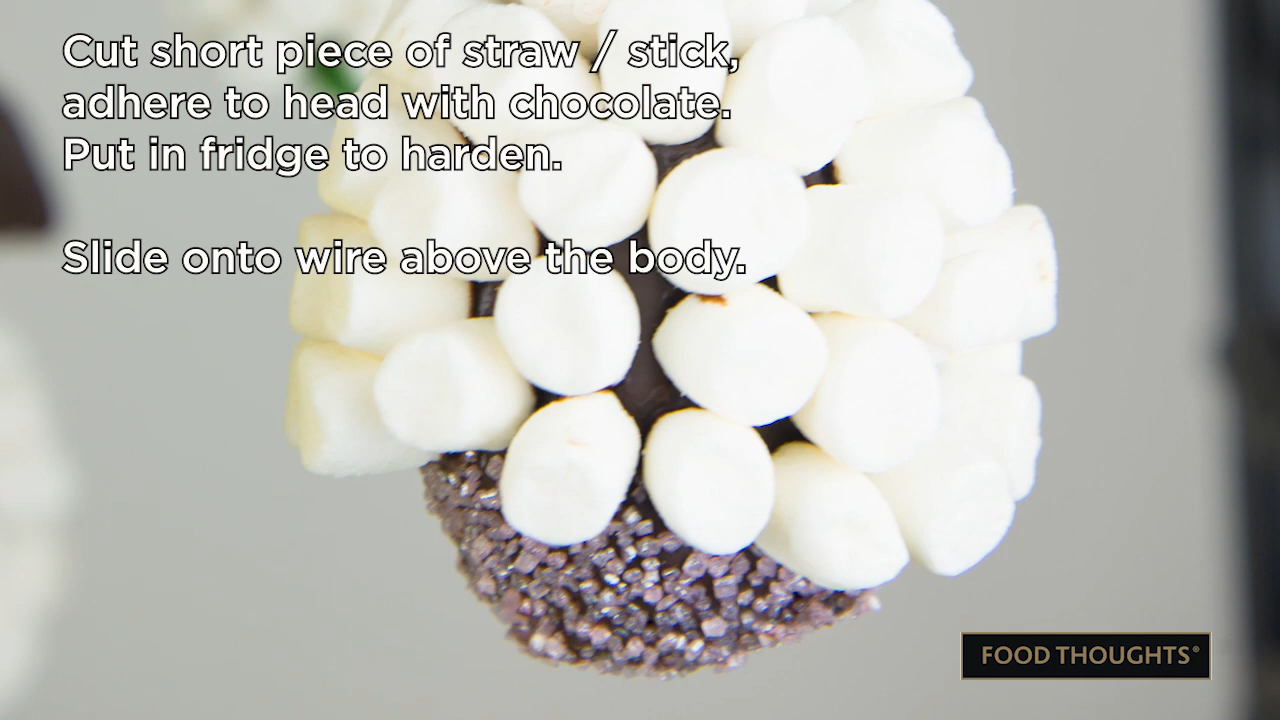 Cut short piece of straw / stick,
adhere to head with chocolate.
Put in fridge to harden.
Slide onto wire above the body.
FOOD THOUGHTS®